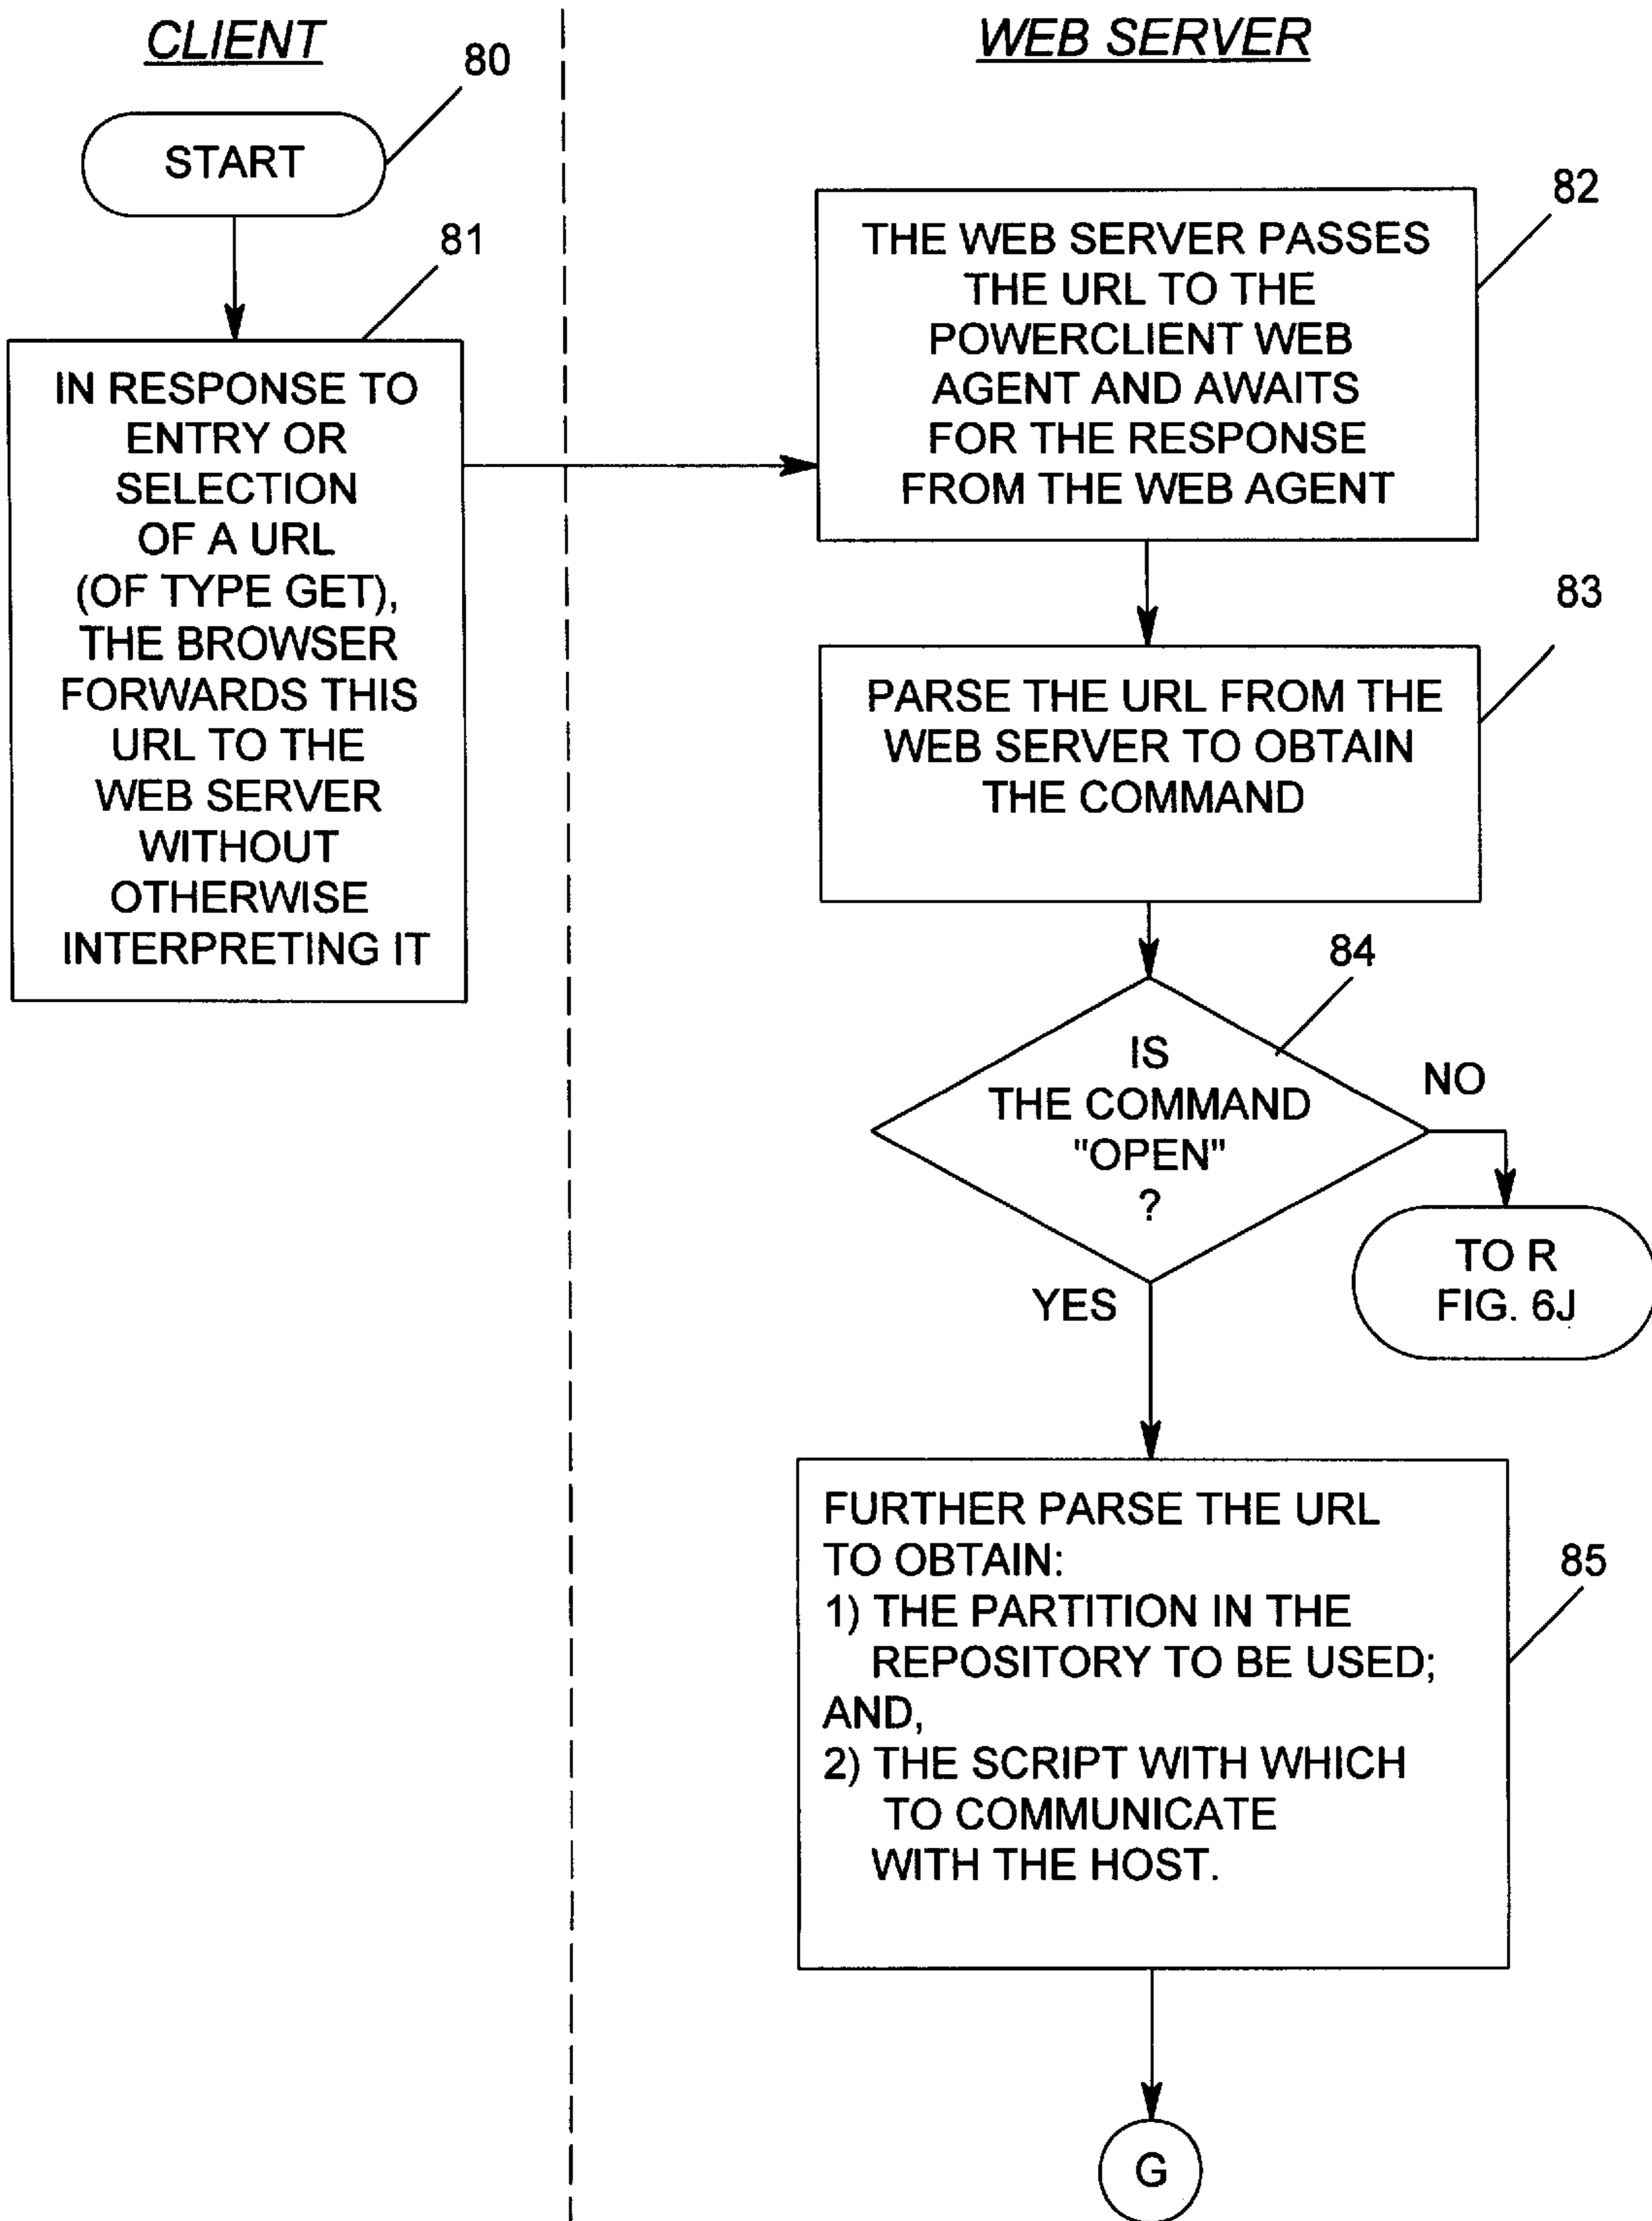 CLIENT
80
START
81
IN RESPONSE TO
ENTRY OR
SELECTION
OF A URL
(OF TYPE GET),
THE BROWSER
FORWARDS THIS
URL TO THE
WEB SERVER
WITHOUT
OTHERWISE
INTERPRETING IT
WEB SERVER
82
THE WEB SERVER PASSES
THE URL TO THE
POWERCLIENT WEB
AGENT AND AWAITS
FOR THE RESPONSE
FROM THE WEB AGENT
83
PARSE THE URL FROM THE
WEB SERVER TO OBTAIN
THE COMMAND
84
IS
THE COMMAND
"OPEN"
?
NO
TO R
FIG. 6J
YES
85
FURTHER PARSE THE URL
TO OBTAIN:
1) THE PARTITION IN THE
REPOSITORY TO BE USED;
AND,
2) THE SCRIPT WITH WHICH
TO COMMUNICATE
WITH THE HOST.
G